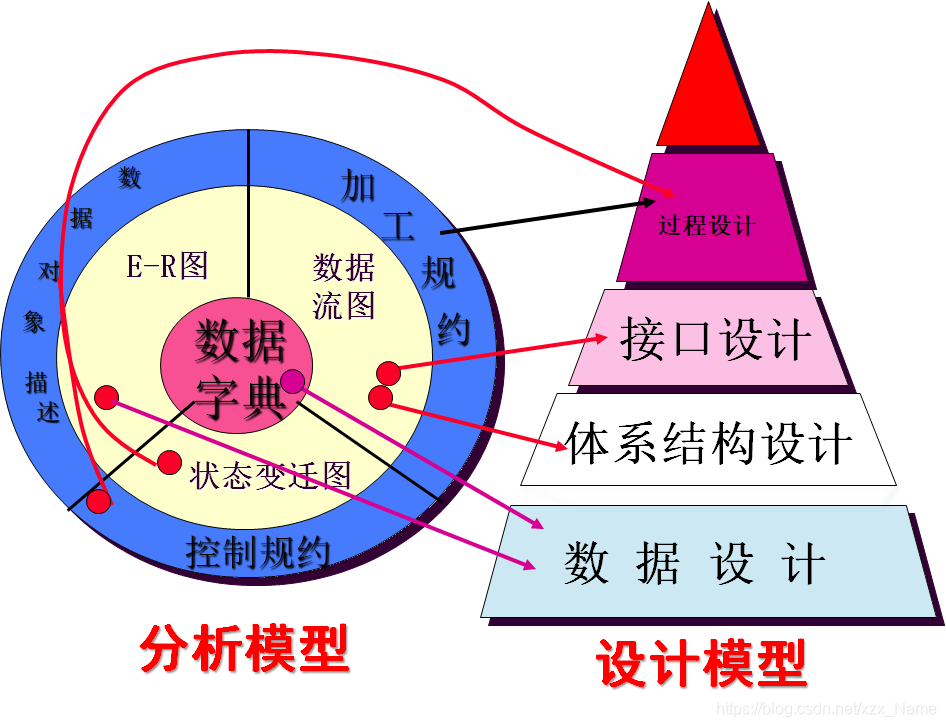 数据对象描述
加工规约
E-R图
数据
流图
数据
字典
状态变迁图
控制规约
过程设计
接口设计
体系结构设计
数据设计
分析模型
设计模型
https://blog.csdn.net/xzx_Name